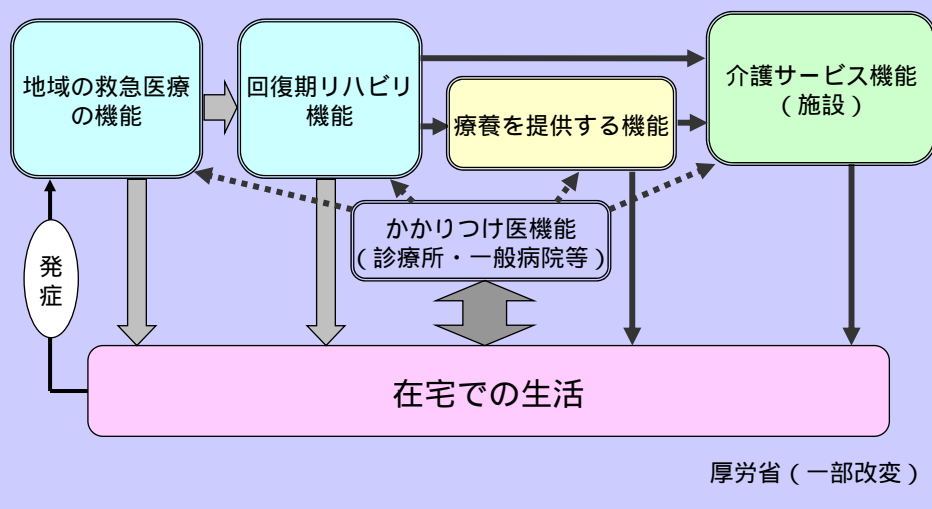 地域の救急医療
の機能
回復期リハビリ
機能
療養を提供する機能
介護サービス機能
（施設）
かかりつけ医機能
（診療所・一般病院等）
発
症
在宅での生活
厚労省（一部改変）